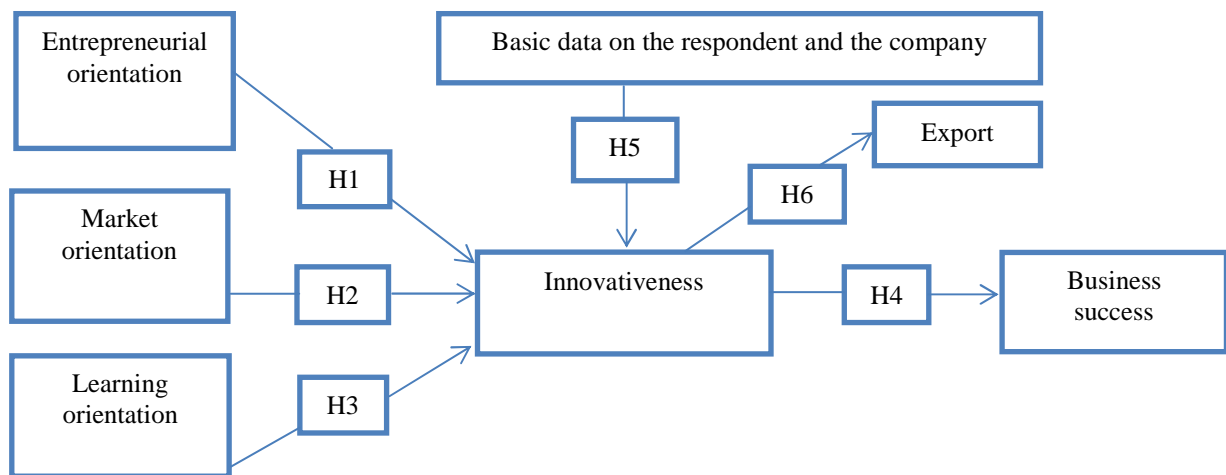 Entrepreneurial
orientation
Basic data on the respondent and the company
Export
H5
H1
H6
Market
orientation
Innovativeness
H2
H4
Business
success
Learning
orientation
H3